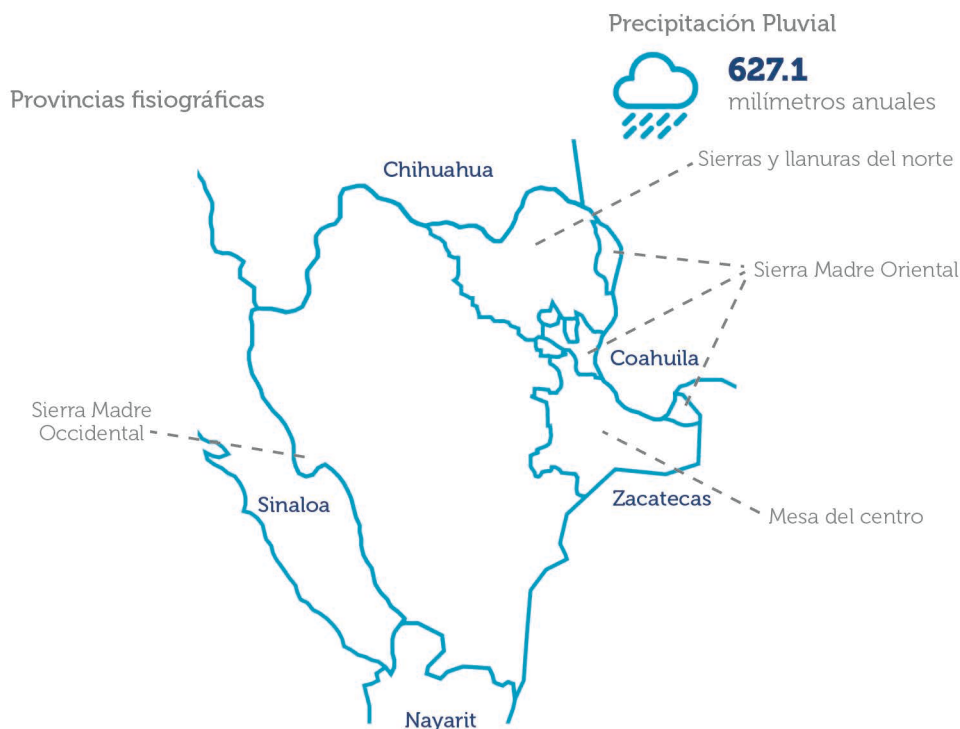 Precipitación Pluvial
627.1
milímetros anuales
Provincias fisiográficas
Sierras y llanuras del norte
Chihuahua
Sierra Madre Oriental
Coahuila
Sierra Madre
Occidental
Sinaloa
Zacatecas
Mesa del centro
Nayarit